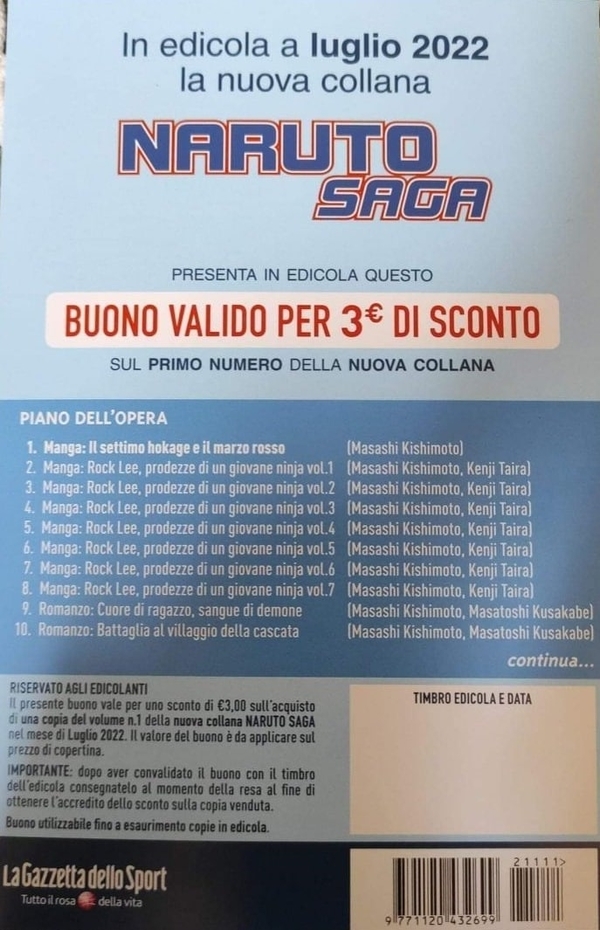 In edicola a luglio 2022
la nuova collana
NARUTO
SAGA
PRESENTA IN EDICOLA QUESTO
BUONO VALIDO PER 3€ DI SCONTO
SUL PRIMO NUMERO DELLA NUOVA COLLANA
PIANO DELL'OPERA
1. Manga: Il settimo hokage e il marzo rosso (Masashi Kishimoto)
2. Manga: Rock Lee, prodezze di un giovane ninja vol.1 (Masashi Kishimoto, Kenji Taira)
3. Manga: Rock Lee, prodezze di un giovane ninja vol.2 (Masashi Kishimoto, Kenji Taira)
4. Manga: Rock Lee, prodezze di un giovane ninja vol.3 (Masashi Kishimoto, Kenji Taira)
5. Manga: Rock Lee, prodezze di un giovane ninja vol.4 (Masashi Kishimoto, Kenji Taira)
6. Manga: Rock Lee, prodezze di un giovane ninja vol.5 (Masashi Kishimoto, Kenji Taira)
7. Manga: Rock Lee, prodezze di un giovane ninja vol.6 (Masashi Kishimoto, Kenji Taira)
8. Manga: Rock Lee, prodezze di un giovane ninja vol.7 (Masashi Kishimoto, Kenji Taira)
9. Romanzo: Cuore di ragazzo, sangue di demone (Masashi Kishimoto, Masatoshi Kusakabe)
10. Romanzo: Battaglia al villaggio della cascata (Masashi Kishimoto, Masatoshi Kusakabe)
continua...
RISERVATO AGLI EDICOLANTI
Il presente buono vale per uno sconto di €3,00 sull'acquisto
di una copia del volume n.1 della nuova collana NARUTO SAGA
nel mese di Luglio 2022. Il valore del buono è da applicare sul
prezzo di copertina.
IMPORTANTE: dopo aver convalidato il buono con il timbro
dell'edicola consegnatelo al momento della resa al fine di
ottenere l'accredito dello sconto sulla copia venduta.
Buono utilizzabile fino a esaurimento copie in edicola.
TIMBRO EDICOLA E DATA
La Gazzetta dello Sport
Tutto il rosa della vita
21111>
9 771120 432699